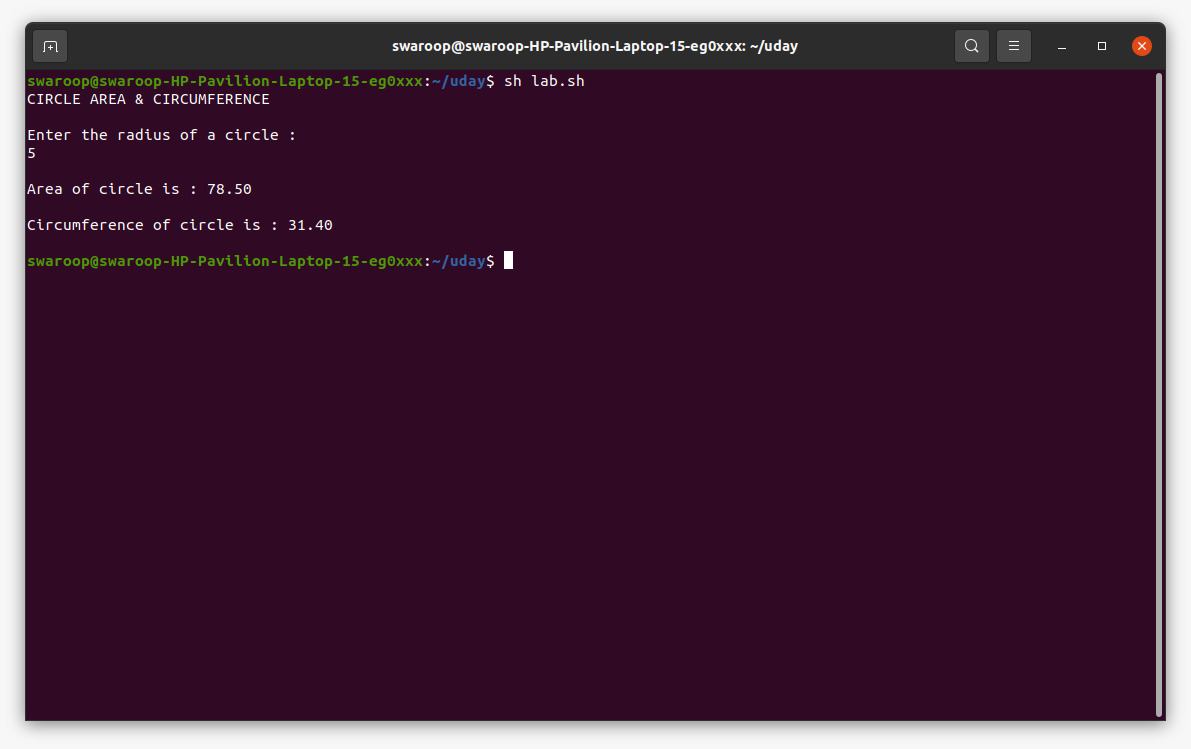 swaroop@swaroop-HP-Pavilion-Laptop-15-eg0xxx: ~/uday
swaroop@swaroop-HP-Pavilion-Laptop-15-eg0xxx:~/uday$ sh lab.sh
CIRCLE AREA & CIRCUMFERENCE
Enter the radius of a circle :
5
Area of circle is : 78.50
Circumference of circle is : 31.40
swaroop@swaroop-HP-Pavilion-Laptop-15-eg0xxx:~/uday$